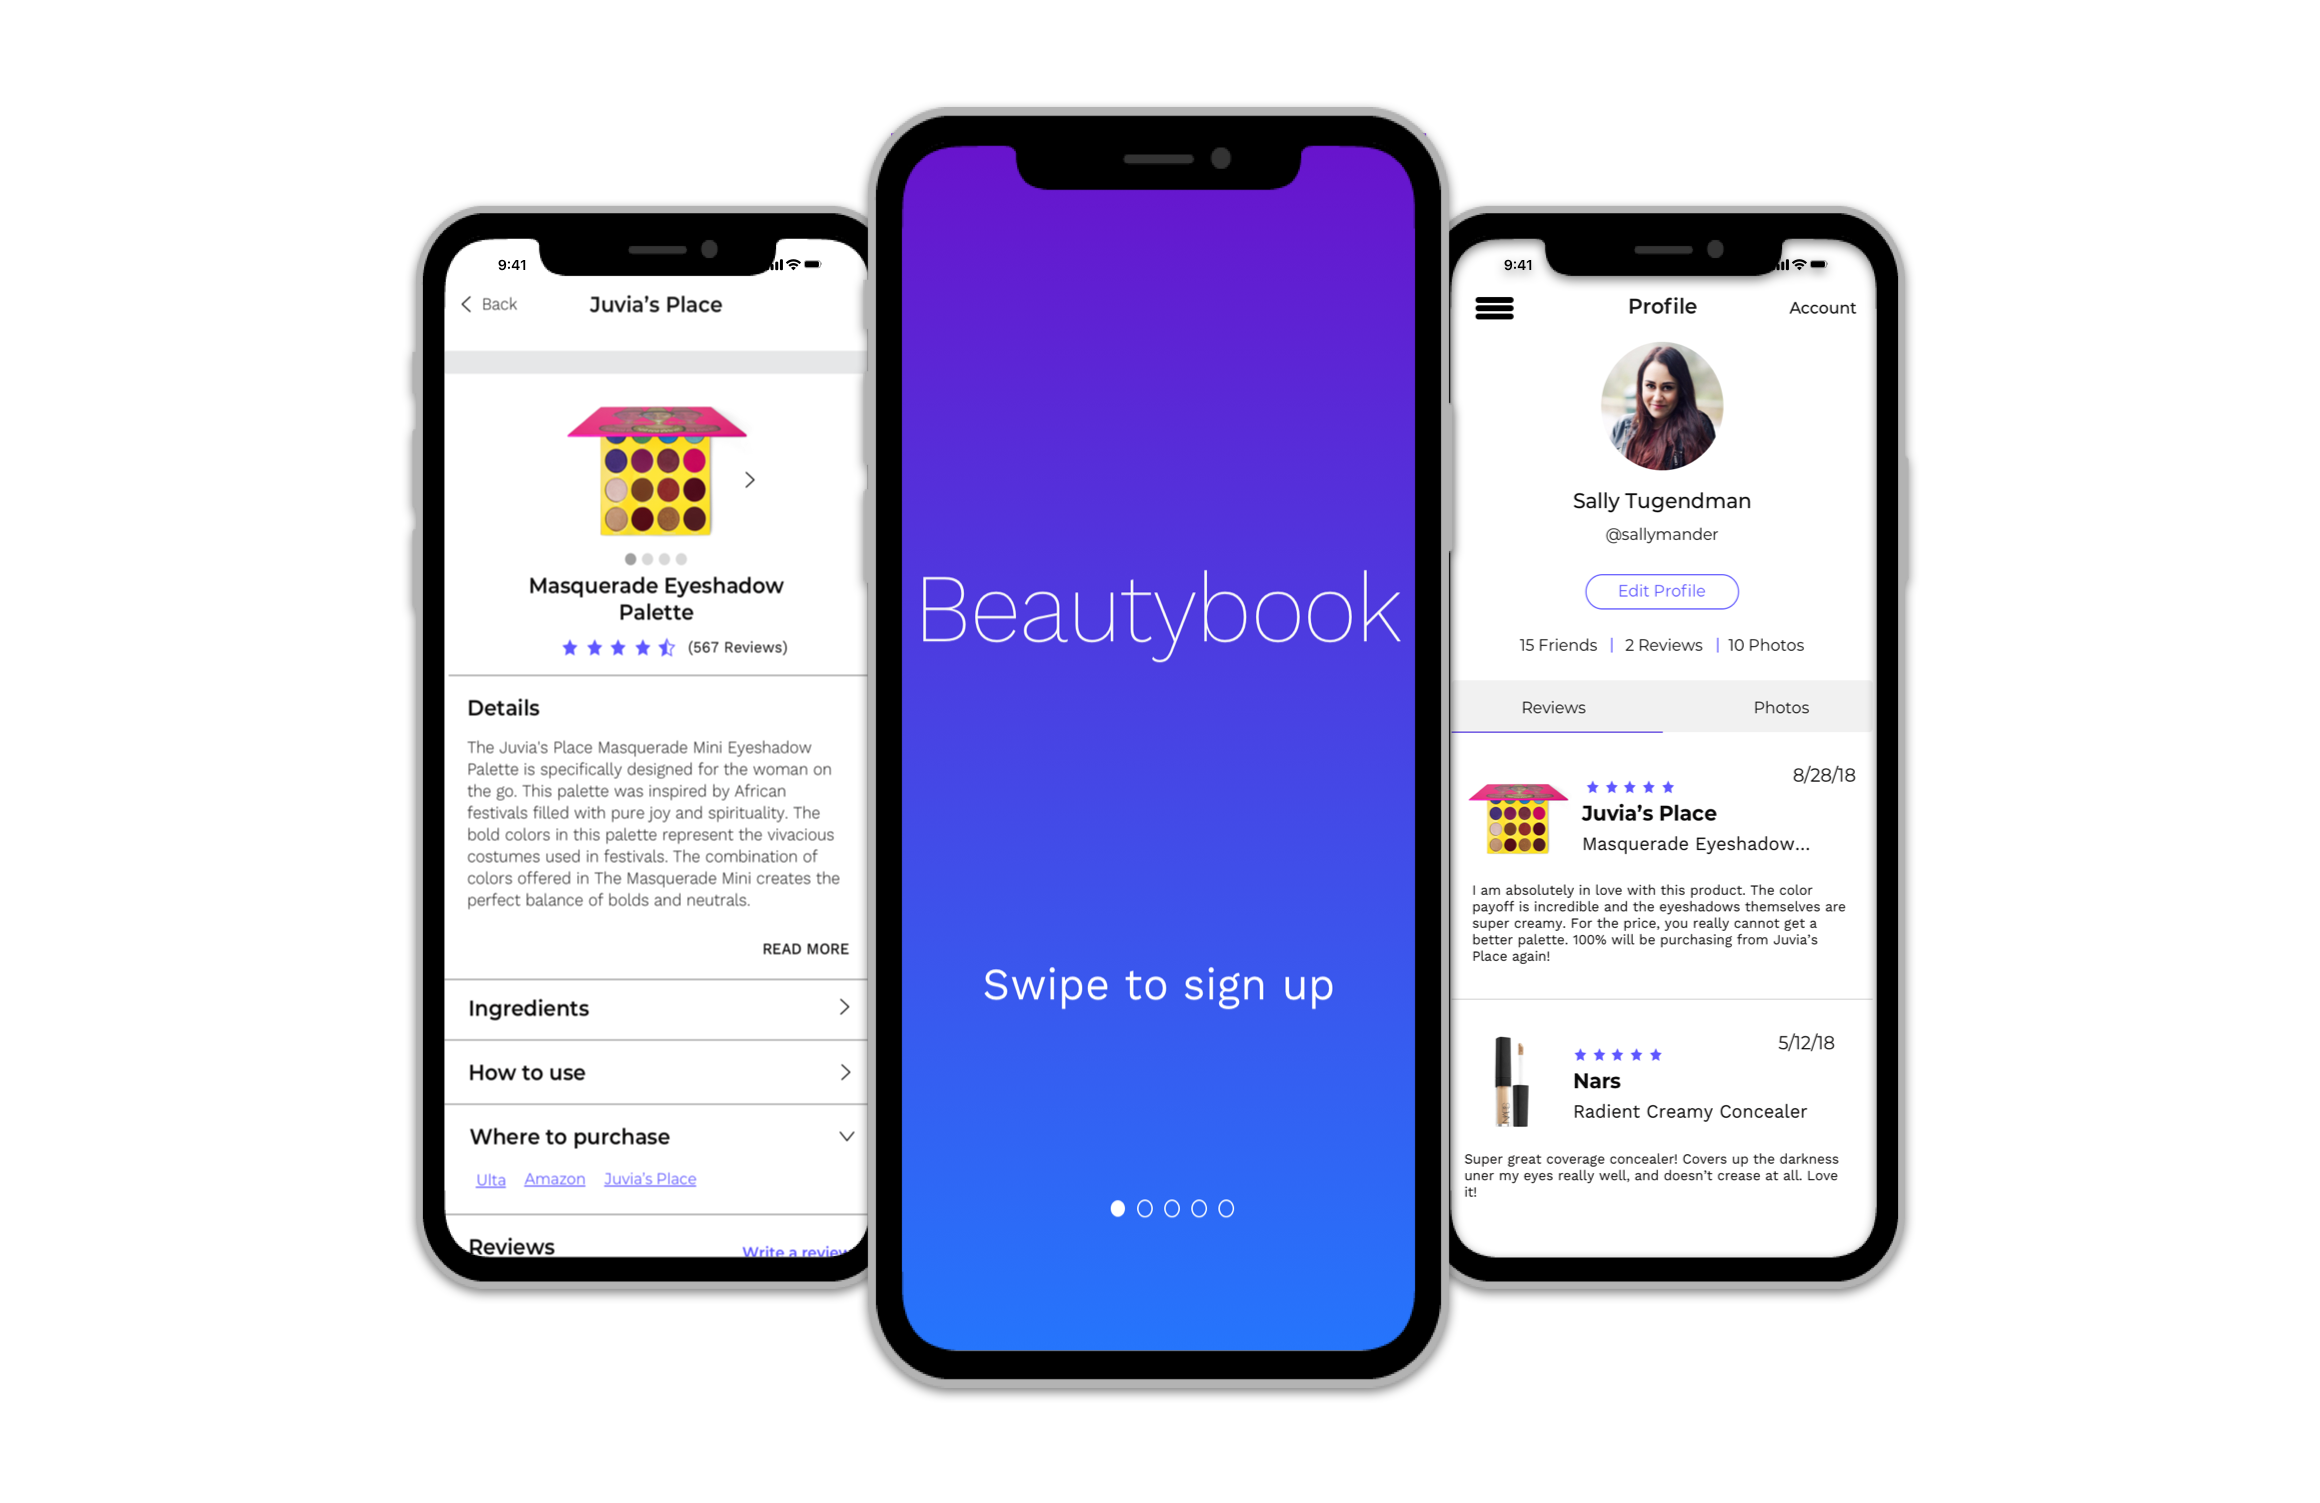 9:41
Back
Juvia's Place
Masquerade Eyeshadow
Palette
(567 Reviews)
Details
The Juvia's Place Masquerade Mini Eyeshadow
Palette is specifically designed for the woman on
the go. This palette was inspired by African
festivals filled with pure joy and spirituality. The
bold colors in this palette represent the vivacious
costumes used in festivals. The combination of
colors offered in The Masquerade Mini creates the
perfect balance of bolds and neutrals.
READ MORE
Ingredients
How to use
Where to purchase
Ulta Amazon Juvia's Place
Reviews
Write a review
Beautybook
Swipe to sign up
9:41
Profile
Account
Sally Tugendman
@sallymander
Edit Profile
15 Friends | 2 Reviews | 10 Photos
Reviews
Photos
8/28/18
Juvia’s Place
Masquerade Eyeshadow...
I am absolutely in love with this product. The color
payoff is incredible and the eyeshadows themselves are
super creamy. For the price, you really cannot get a
better palette. 100% will be purchasing from Juvia’s
Place again!
5/12/18
Nars
Radient Creamy Concealer
NARS
Super great coverage concealer! Covers up the darkness
uner my eyes really well, and doesn’t crease at all. Love
it!